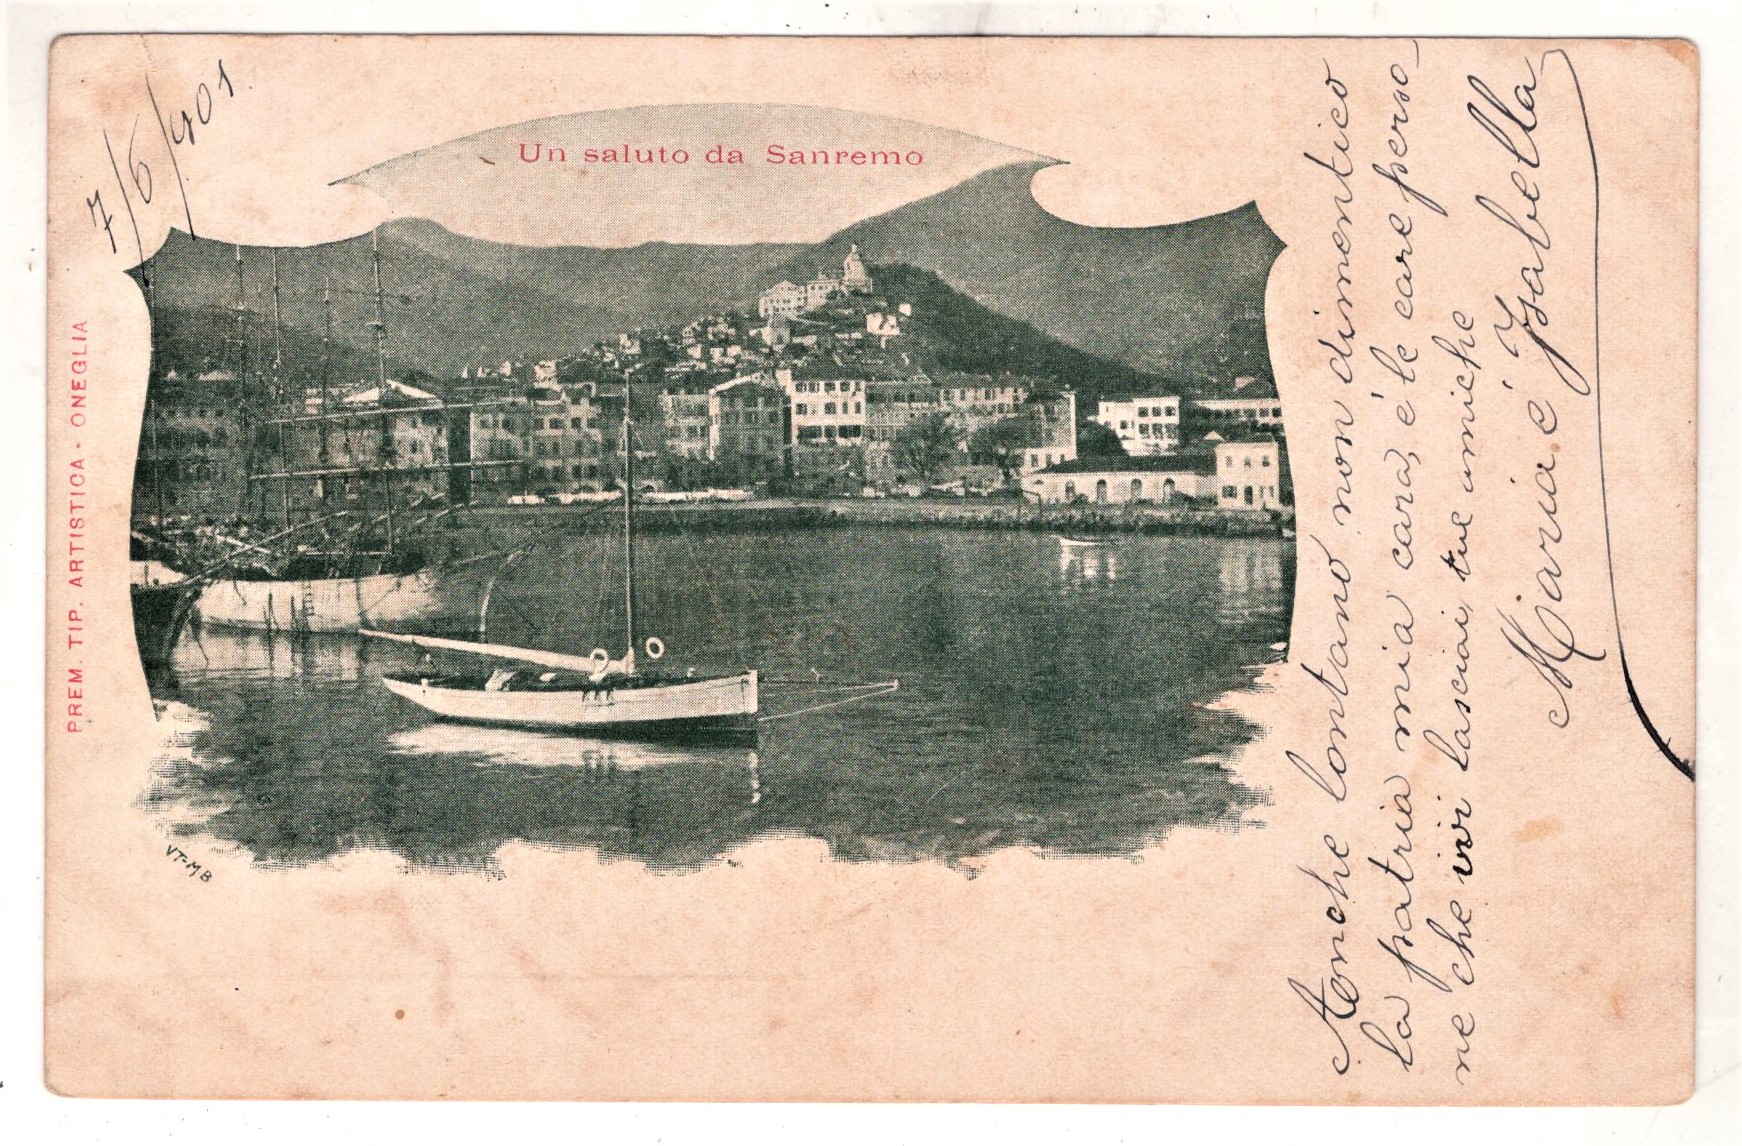 7/6/901.
Un saluto da Sanremo
PREM. TIP. ARTISTICA - ONEGLIA
VT-MB
Anche lontano non dimentico
la patria mia cara, é le care perso_
ne che ivi lasciai, tue amiche
Maria é Isabella